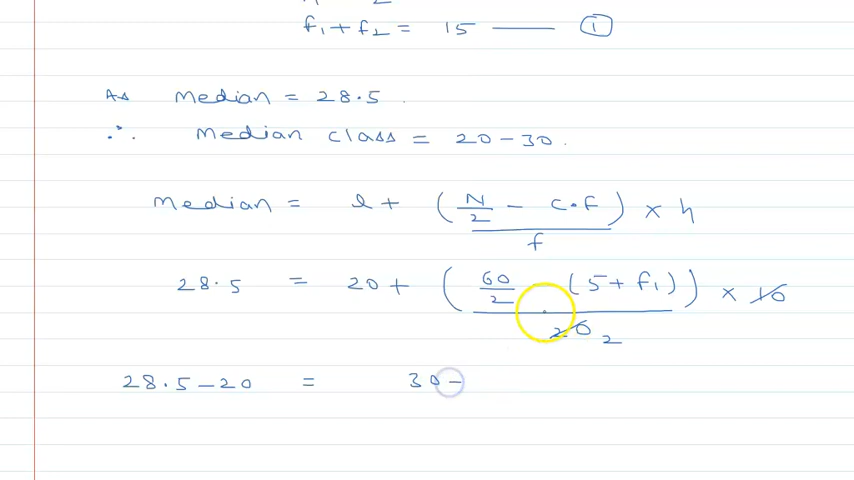 f₁ + f₂ = 15 —— ①
As median = 28.5
∴ Median class = 20 - 30.
Median = l + (N/2 - c.f) / f × h
28.5 = 20 + (60/2 - (5 + f₁)) / 20 2 × 10
28.5 - 20 = 30 -